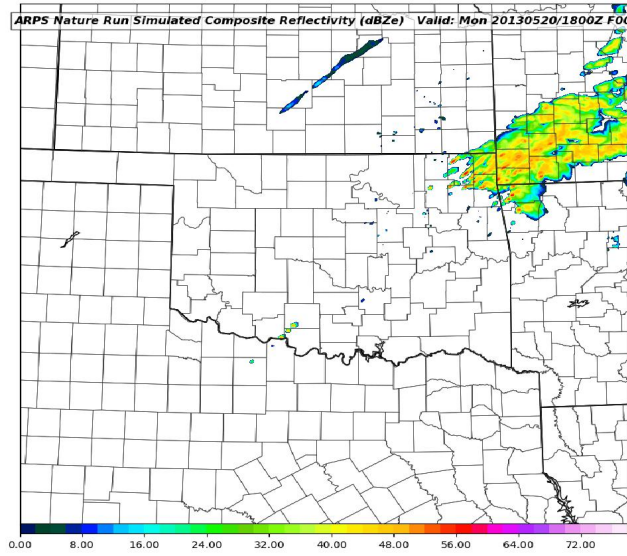 ARPS Nature Run Simulated Composite Reflectivity (dBZe) Valid: Mon 20130520/1800Z F00
0.00 8.00 16.00 24.00 32.00 40.00 48.00 56.00 64.00 72.00